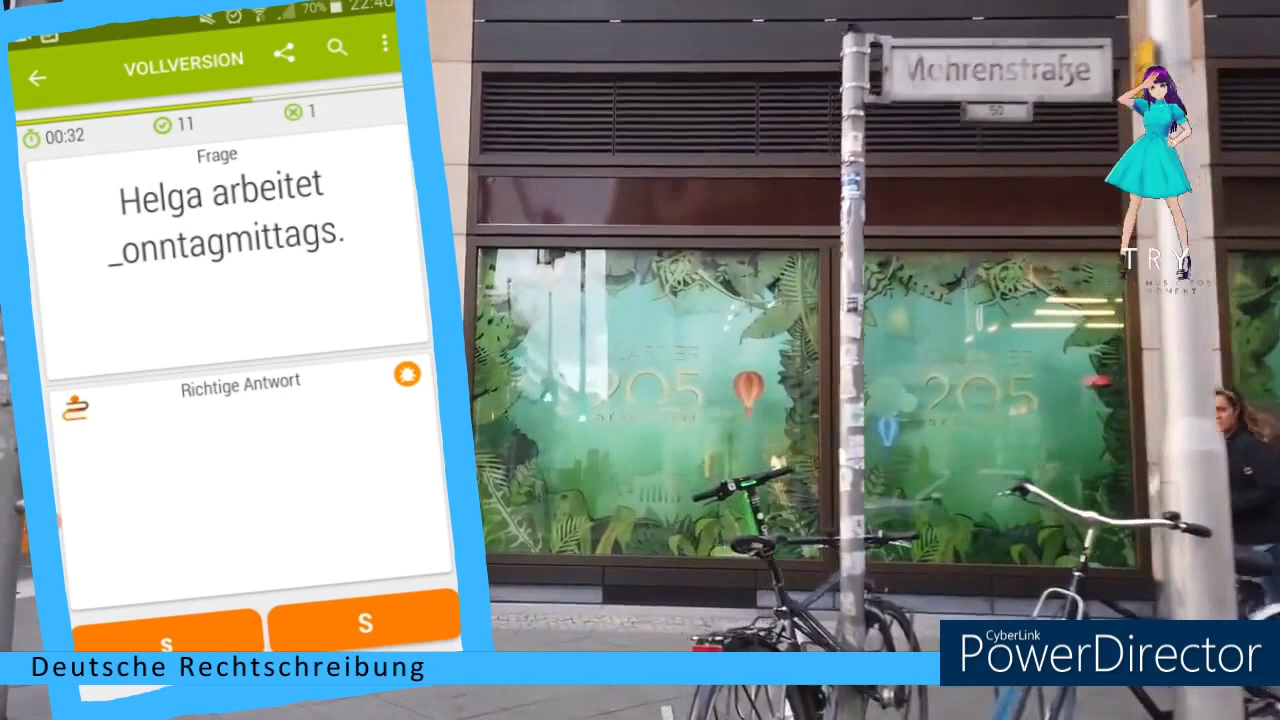 70% 22:40
VOLLVERSION
00:32
11
1
Frage
Helga arbeitet
_onntagmittags.
Richtige Antwort
s
S
Deutsche Rechtschreibung
Mohrenstraße
50
TRY
MOMENT
205
205
CyberLink
PowerDirector